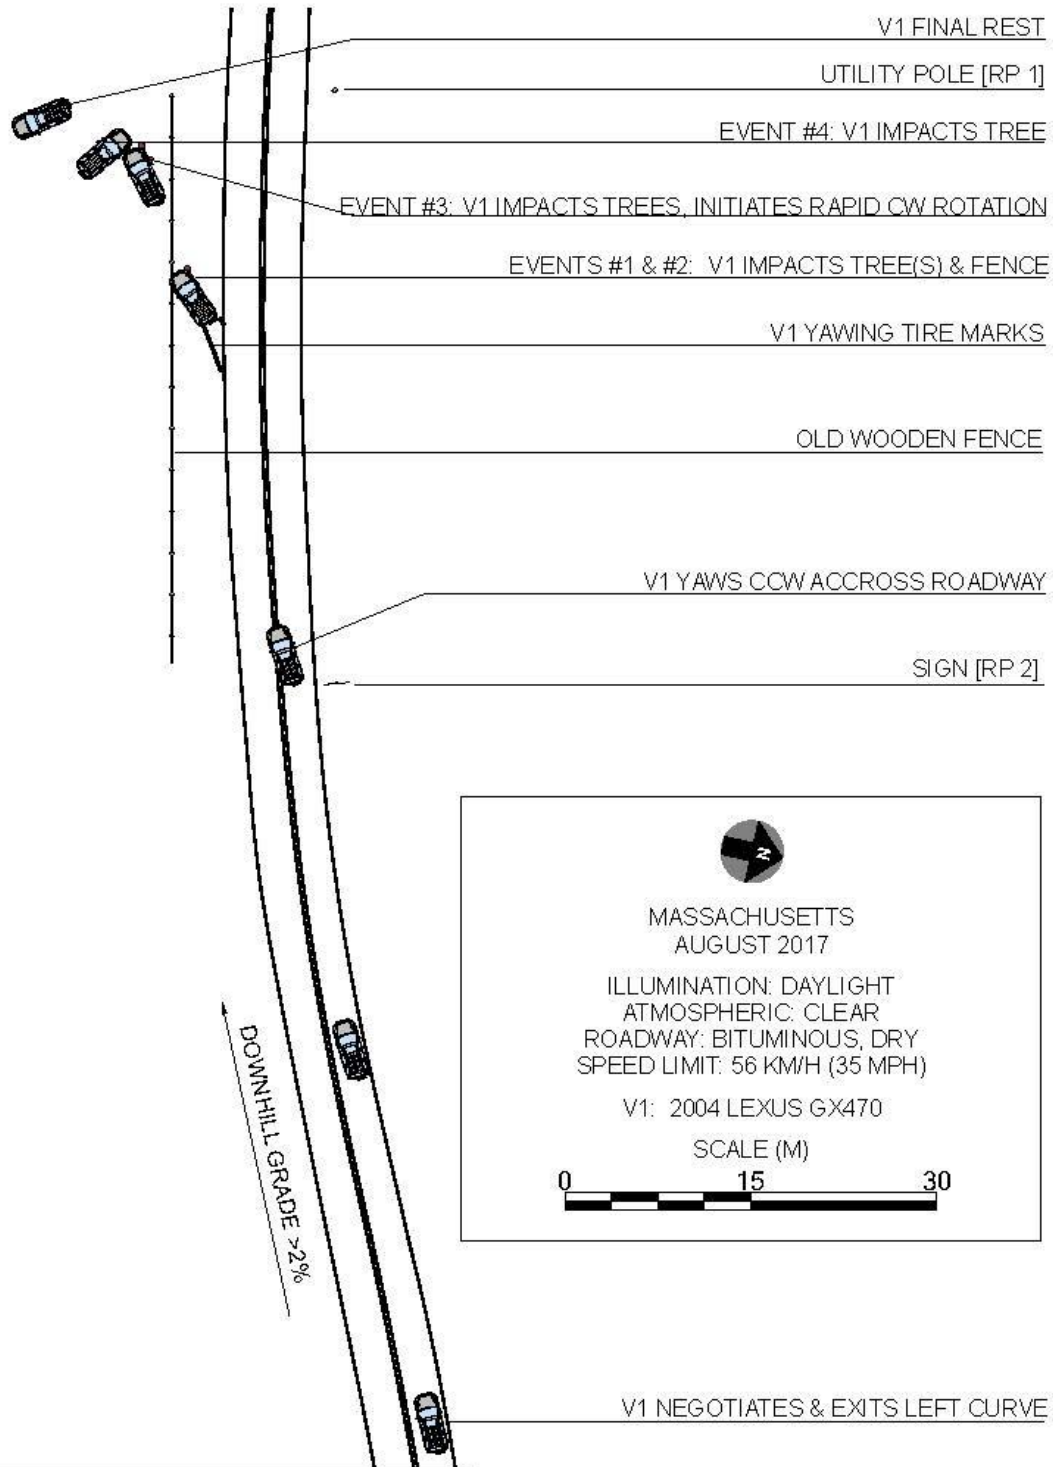 V1 FINAL REST
UTILITY POLE [RP 1]
EVENT #4: V1 IMPACTS TREE
EVENT #3: V1 IMPACTS TREES, INITIATES RAPID CW ROTATION
EVENTS #1 & #2: V1 IMPACTS TREE(S) & FENCE
V1 YAWING TIRE MARKS
OLD WOODEN FENCE
V1 YAWS CCW ACCROSS ROADWAY
SIGN [RP 2]
N
MASSACHUSETTS
AUGUST 2017
ILLUMINATION: DAYLIGHT
ATMOSPHERIC: CLEAR
ROADWAY: BITUMINOUS, DRY
SPEED LIMIT: 56 KM/H (35 MPH)
V1: 2004 LEXUS GX470
SCALE (M)
0 15 30
DOWNHILL GRADE >2%
V1 NEGOTIATES & EXITS LEFT CURVE